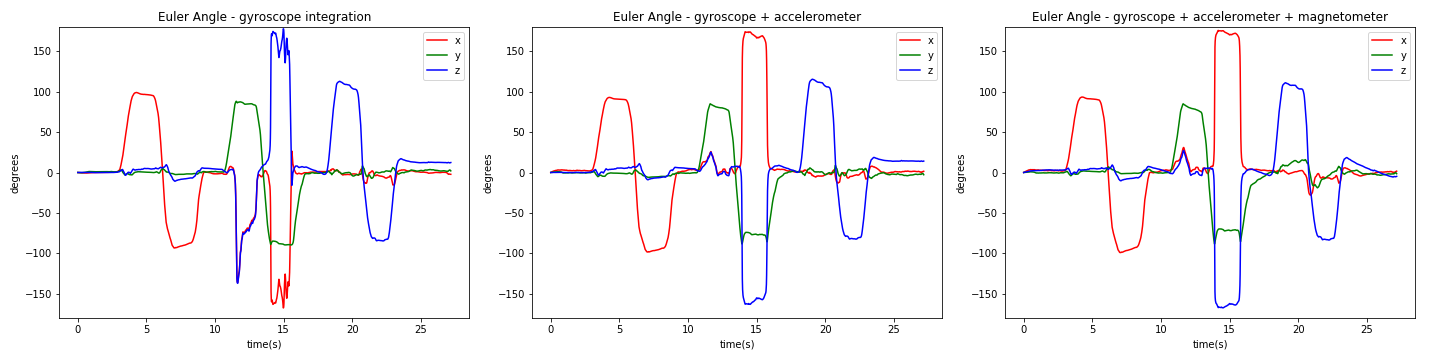 Euler Angle - gyroscope integration
degrees
150
100
50
0
−50
−100
−150
0
5
10
15
20
25
time(s)
x
y
z
Euler Angle - gyroscope + accelerometer
degrees
150
100
50
0
−50
−100
−150
0
5
10
15
20
25
time(s)
x
y
z
Euler Angle - gyroscope + accelerometer + magnetometer
degrees
150
100
50
0
−50
−100
−150
0
5
10
15
20
25
time(s)
x
y
z